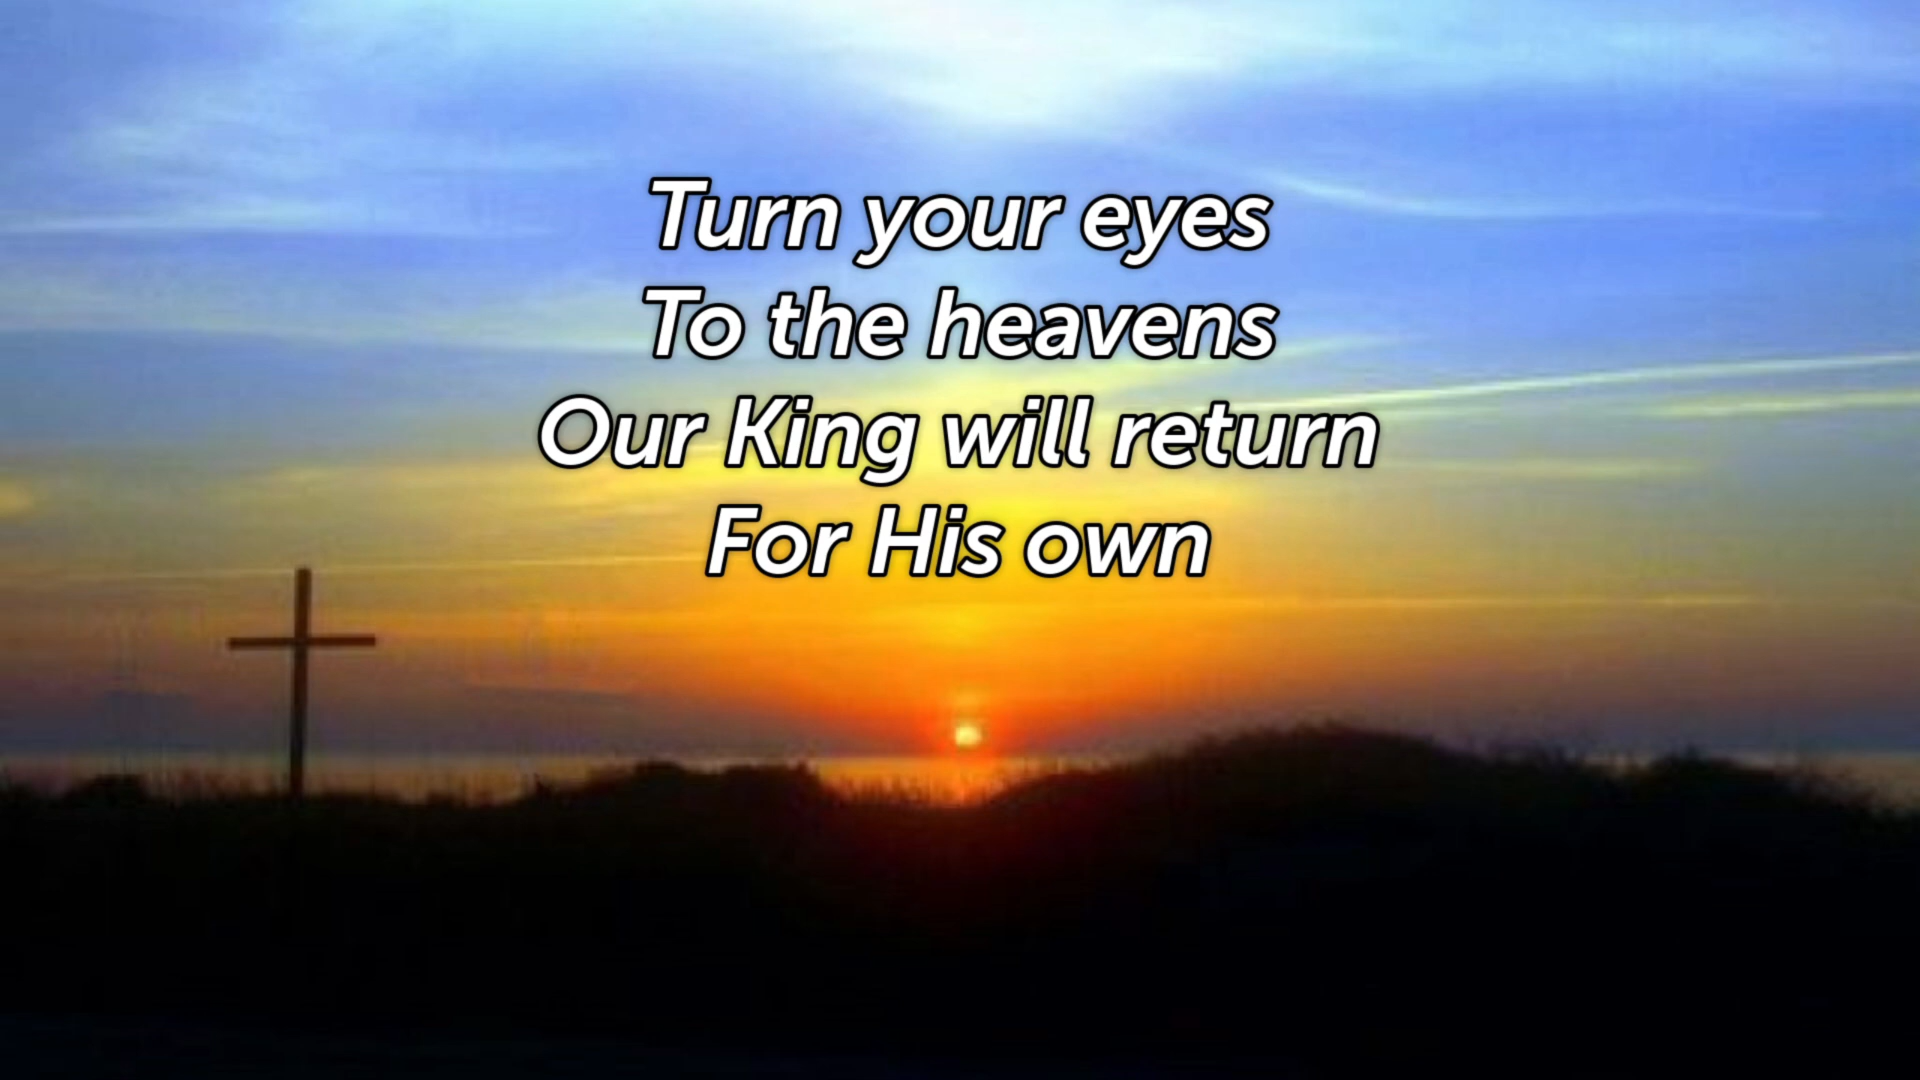 Turn your eyes
To the heavens
Our King will return
For His own